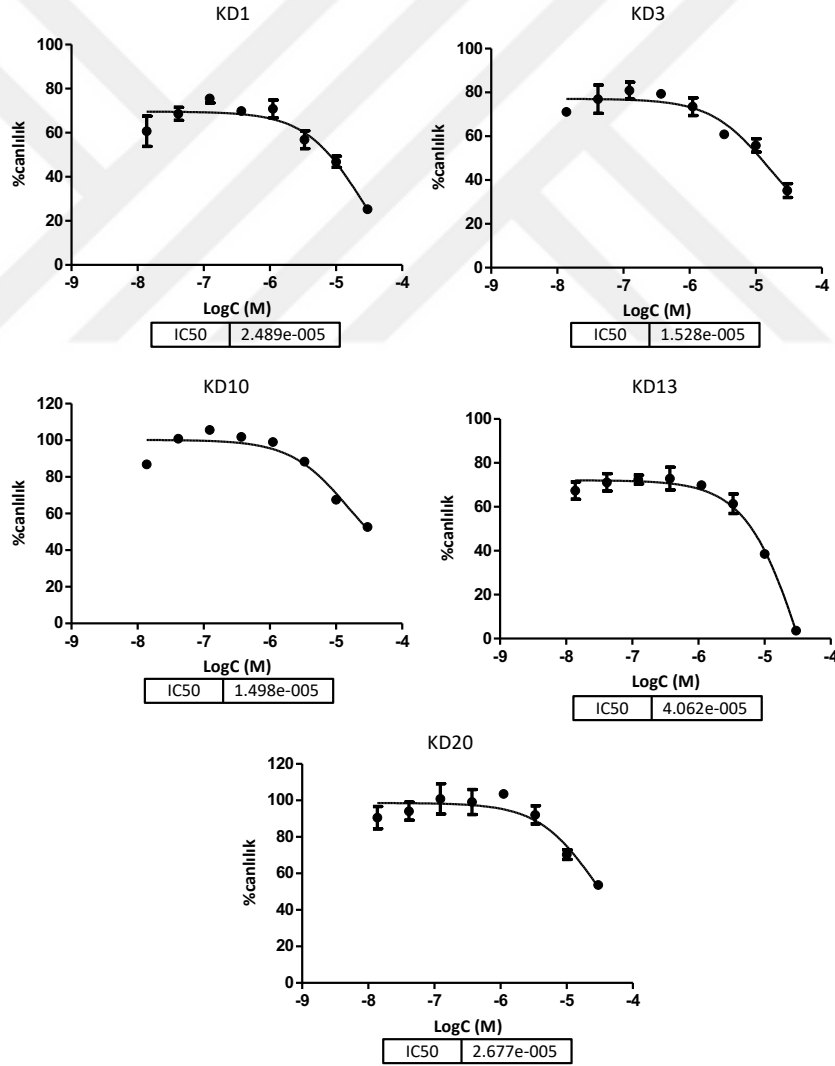 KD1
100
80
60
40
20
0
%canlılık
-9 -8 -7 -6 -5 -4
LogC (M)
IC50 2.489e-005
KD3
100
80
60
40
20
0
%canlılık
-9 -8 -7 -6 -5 -4
LogC (M)
IC50 1.528e-005
KD10
120
100
80
60
40
20
0
%canlılık
-9 -8 -7 -6 -5 -4
LogC (M)
IC50 1.498e-005
KD13
100
80
60
40
20
0
%canlılık
-9 -8 -7 -6 -5 -4
LogC (M)
IC50 4.062e-005
KD20
120
100
80
60
40
20
0
%canlılık
-9 -8 -7 -6 -5 -4
LogC (M)
IC50 2.677e-005